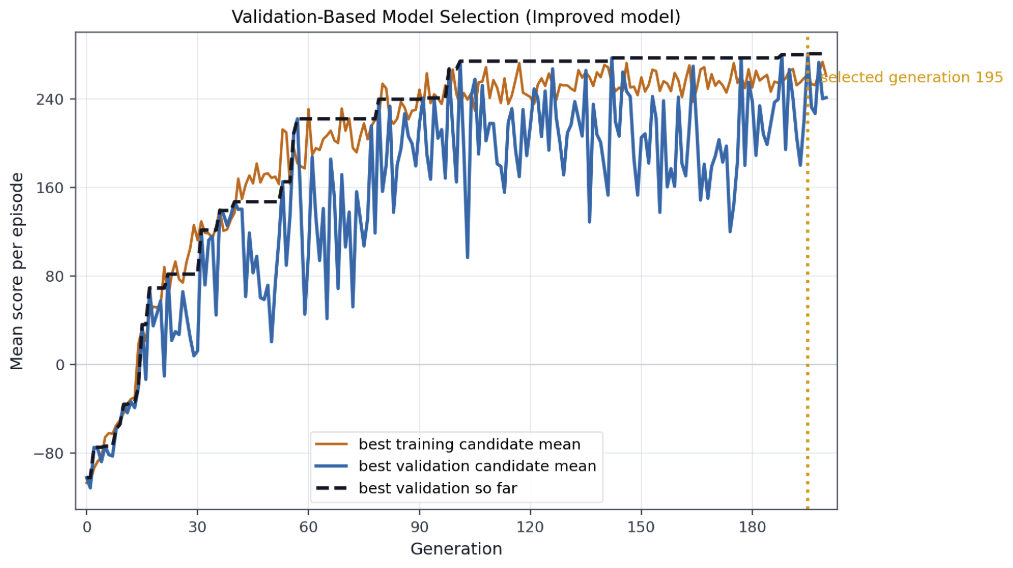 Validation-Based Model Selection (Improved model)
Mean score per episode
240
160
80
0
−80
selected generation 195
best training candidate mean
best validation candidate mean
best validation so far
0 30 60 90 120 150 180
Generation